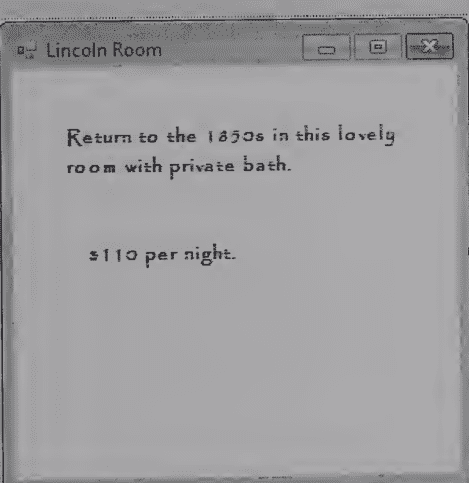 Lincoln Room
Return to the 1850s in this lovely
room with private bath.
$110 per night.